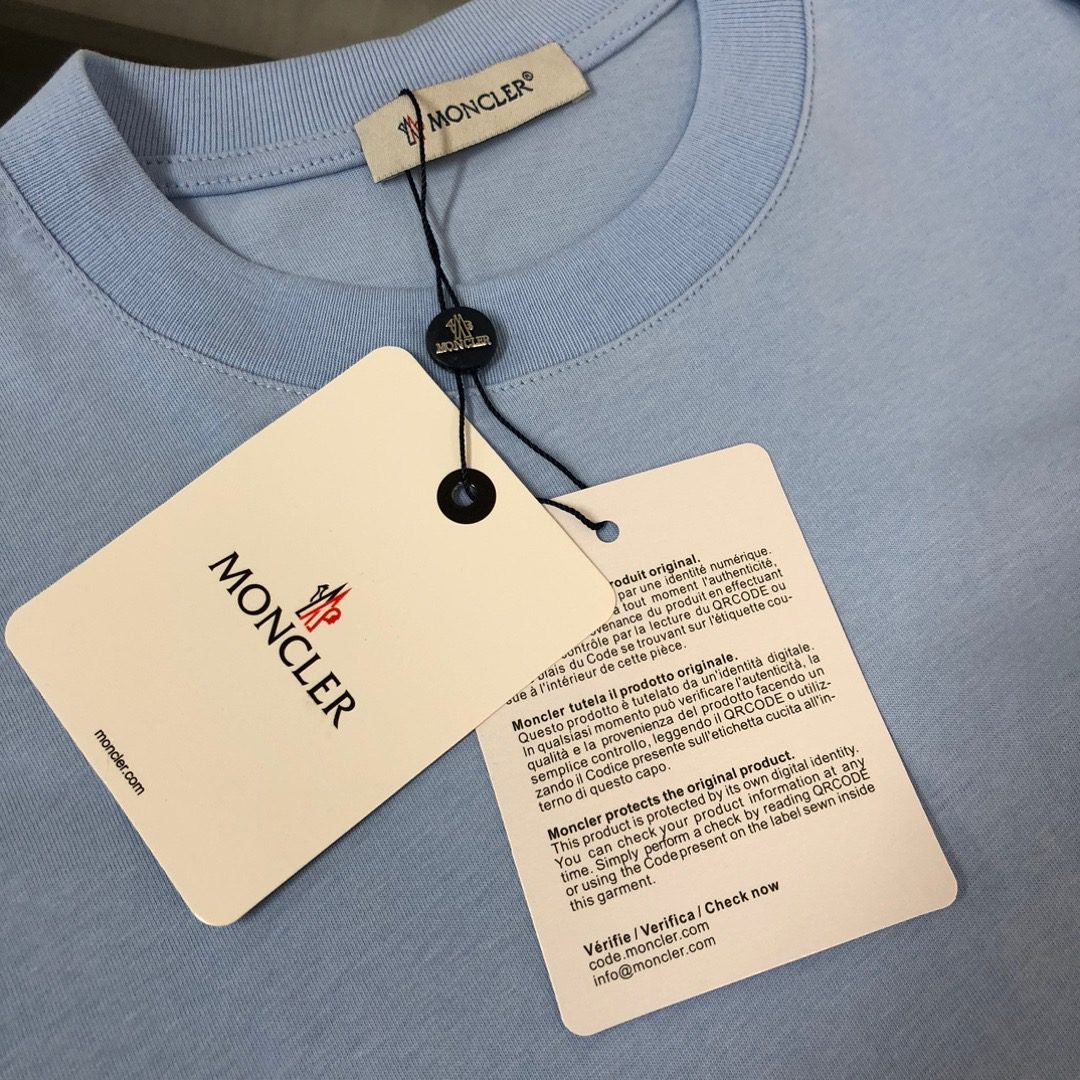 MONCLER®
MONCLER
MONCLER
moncler.com
roduit original.
par une identité numérique.
tout moment l'authenticité,
venance du produit en effectuant
ontrôle par la lecture du QRCODE ou
biais du Code se trouvant sur l'étiquette cou-
sue à l'intérieur de cette pièce.
Moncler tutela il prodotto originale.
Questo prodotto è tutelato da un'identità digitale.
In qualsiasi momento può verificare l'autenticità, la
qualità e la provenienza del prodotto facendo un
semplice controllo, leggendo il QRCODE o utiliz-
zando il Codice presente sull'etichetta cucita all'in-
terno di questo capo.
Moncler protects the original product.
This product is protected by its own digital identity.
You can check your product information at any
time. Simply perform a check by reading QRCODE
or using the Code present on the label sewn inside
this garment.
Vérifie / Verifica / Check now
code.moncler.com
info@moncler.com